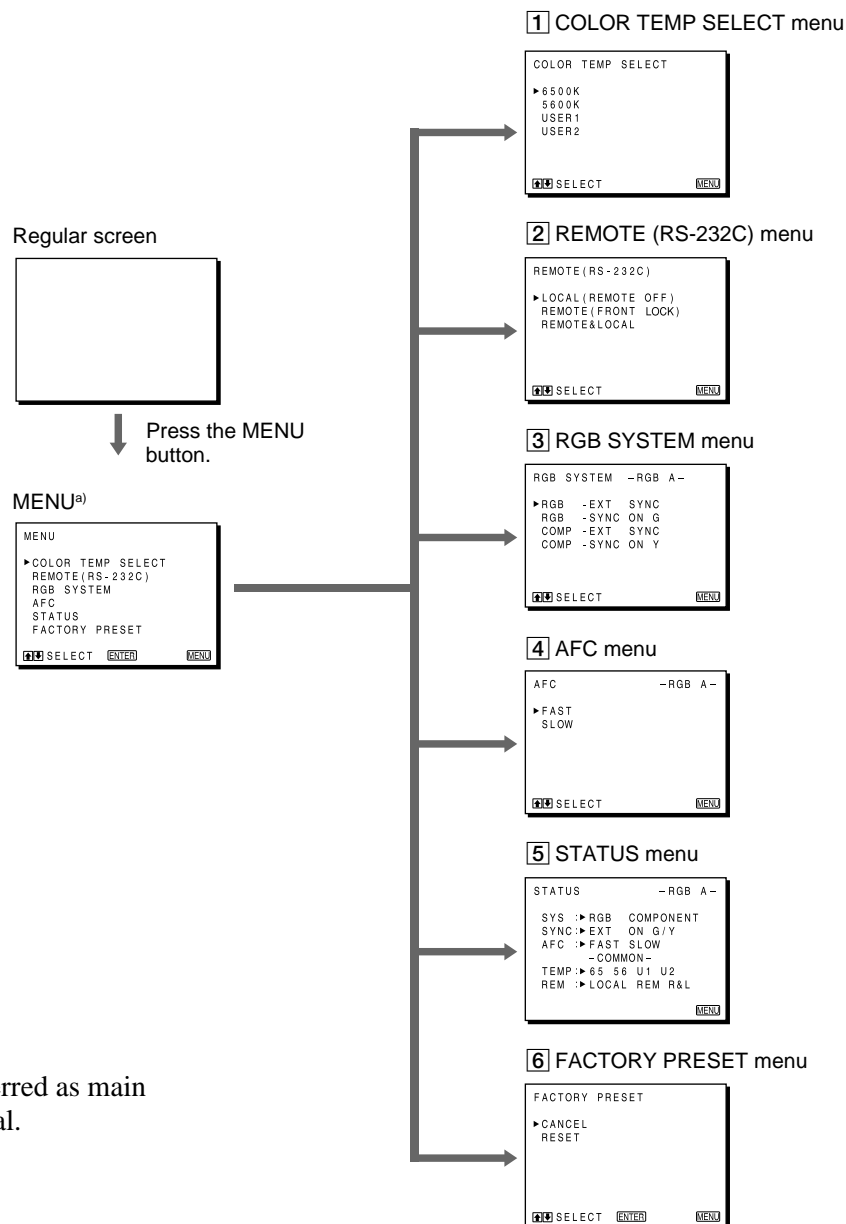 Regular screen
Press the MENU
button.
MENUa)
MENU
►COLOR TEMP SELECT
REMOTE(RS-232C)
RGB SYSTEM
AFC
STATUS
FACTORY PRESET
SELECT ENTER MENU
erred as main
al.
1 COLOR TEMP SELECT menu
COLOR TEMP SELECT
►6500K
5600K
USER1
USER2
SELECT MENU
2 REMOTE (RS-232C) menu
REMOTE(RS-232C)
►LOCAL(REMOTE OFF)
REMOTE(FRONT LOCK)
REMOTE&LOCAL
SELECT MENU
3 RGB SYSTEM menu
RGB SYSTEM –RGB A–
►RGB -EXT SYNC
RGB -SYNC ON G
COMP -EXT SYNC
COMP -SYNC ON Y
SELECT MENU
4 AFC menu
AFC –RGB A–
►FAST
SLOW
SELECT MENU
5 STATUS menu
STATUS –RGB A–
SYS :►RGB COMPONENT
SYNC:►EXT ON G/Y
AFC :►FAST SLOW
–COMMON–
TEMP:►65 56 U1 U2
REM :►LOCAL REM R&L
MENU
6 FACTORY PRESET menu
FACTORY PRESET
►CANCEL
RESET
SELECT ENTER MENU